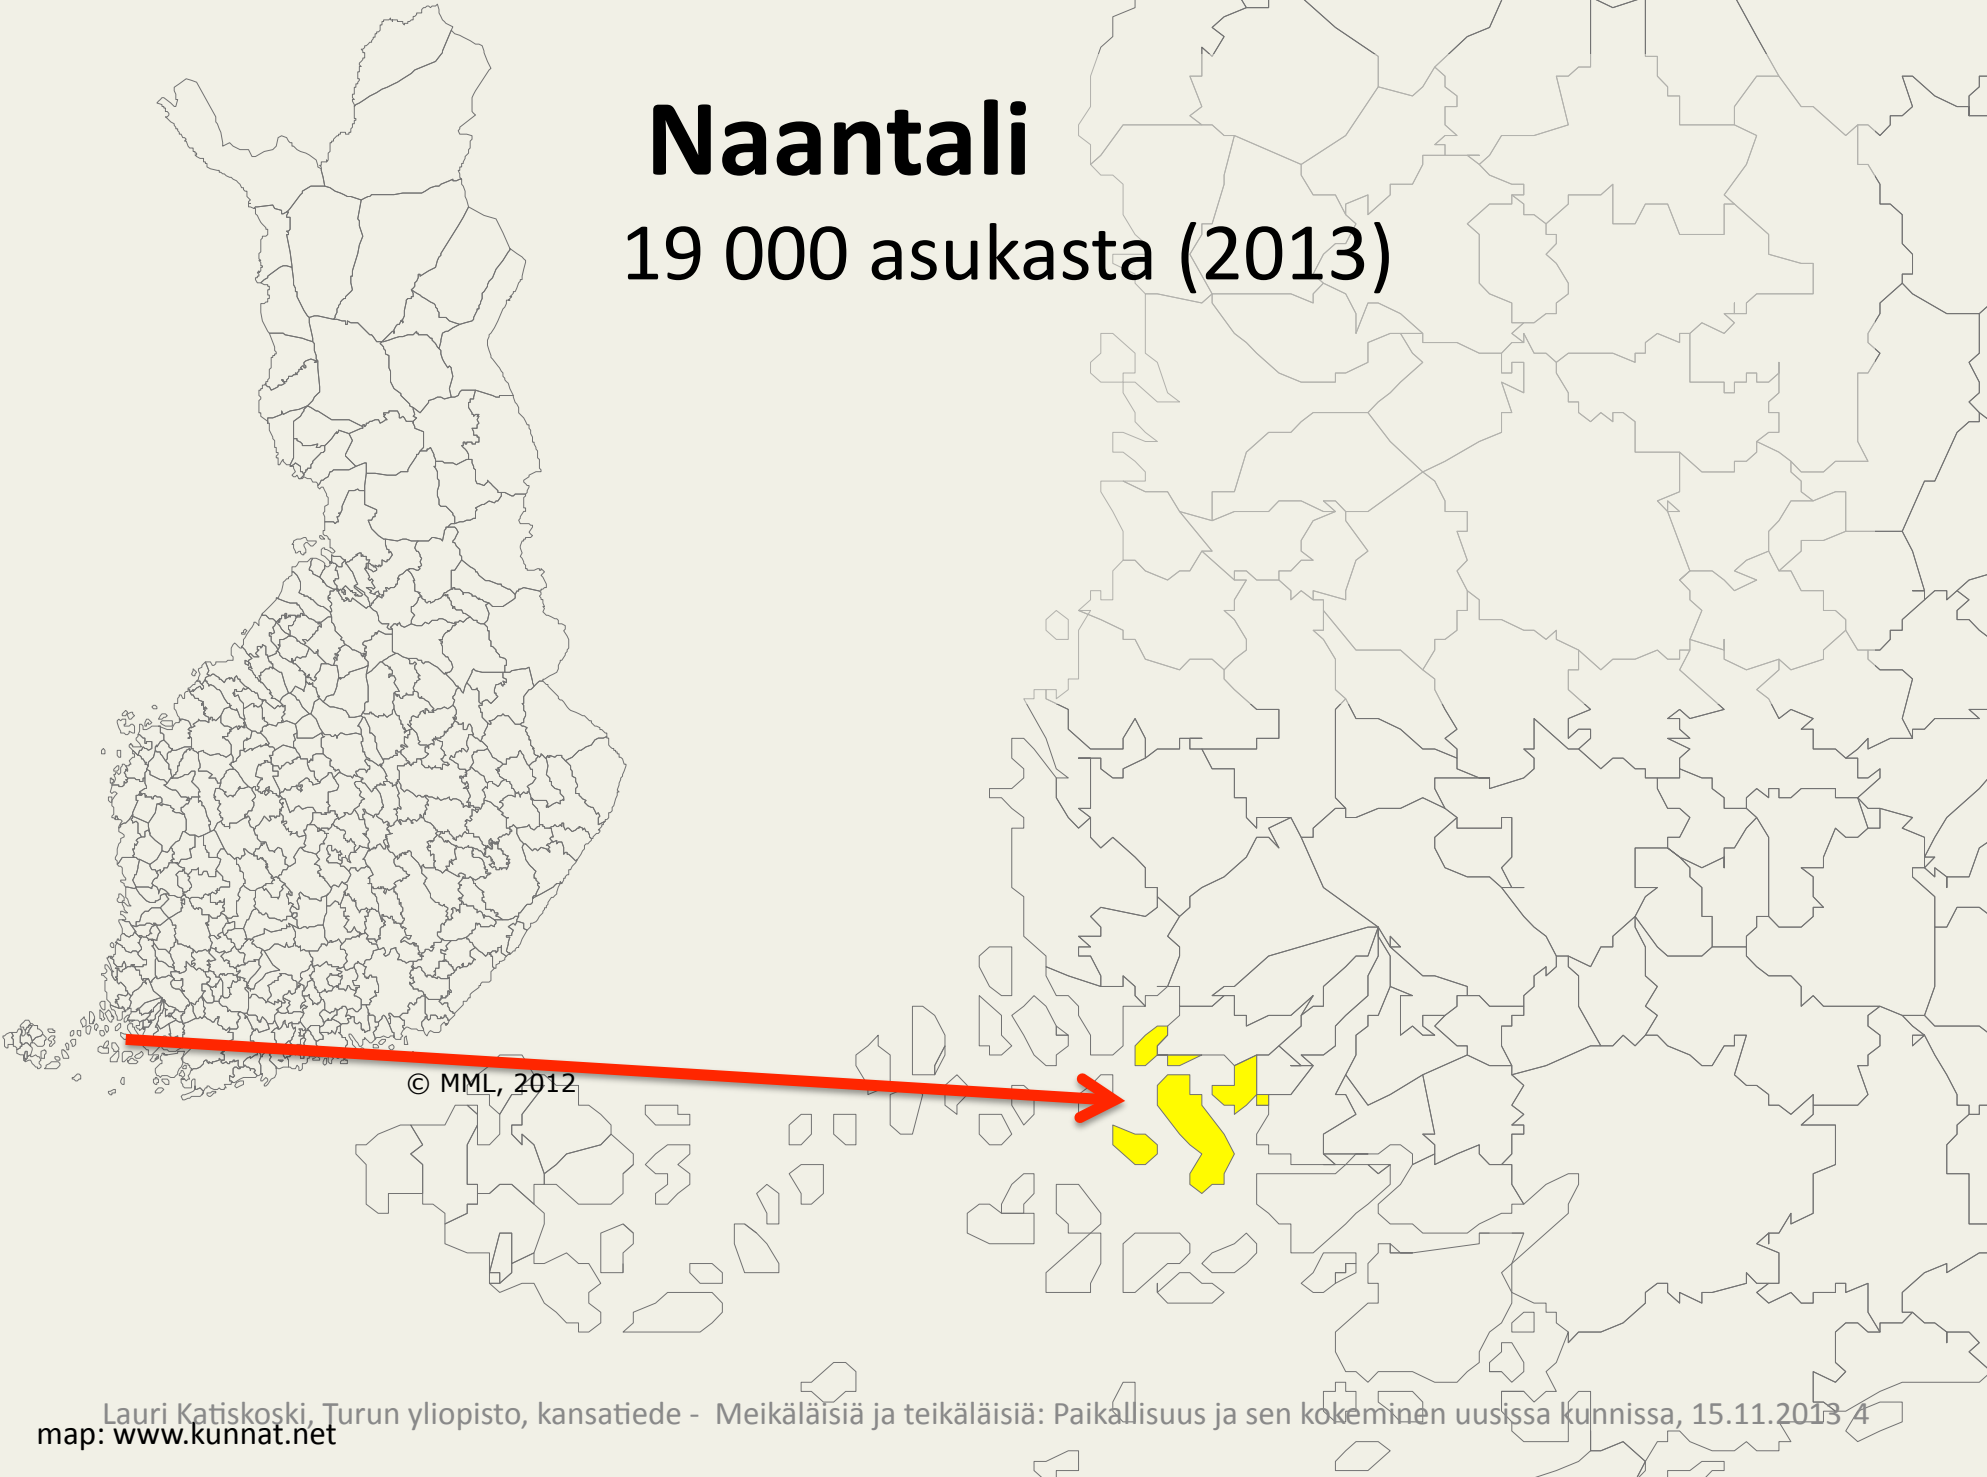 Naantali
19 000 asukasta (2013)
© MML, 2012
Lauri Katiskoski, Turun yliopisto, kansatiede - Meikäläisiä ja teikäläisiä: Paikallisuus ja sen kokeminen uusissa kunnissa, 15.11.2013 4
map: www.kunnat.net